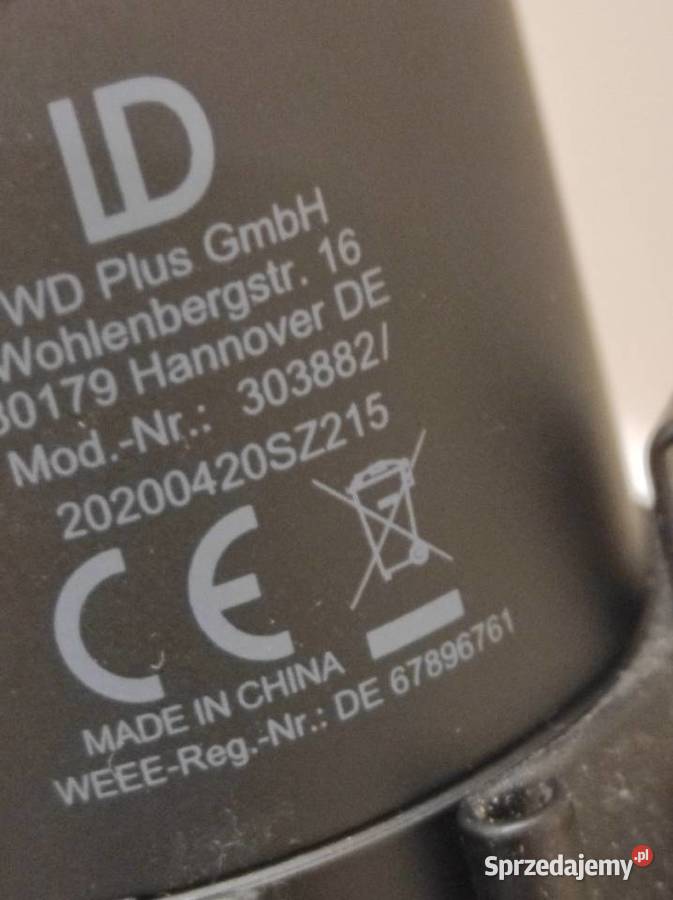 LD
WD Plus GmbH
Wohlenbergstr. 16
30179 Hannover DE
Mod.-Nr.: 303882/
20200420SZ215
CE
MADE IN CHINA
WEEE-Reg.-Nr.: DE 67896761
Sprzedajemy.pl